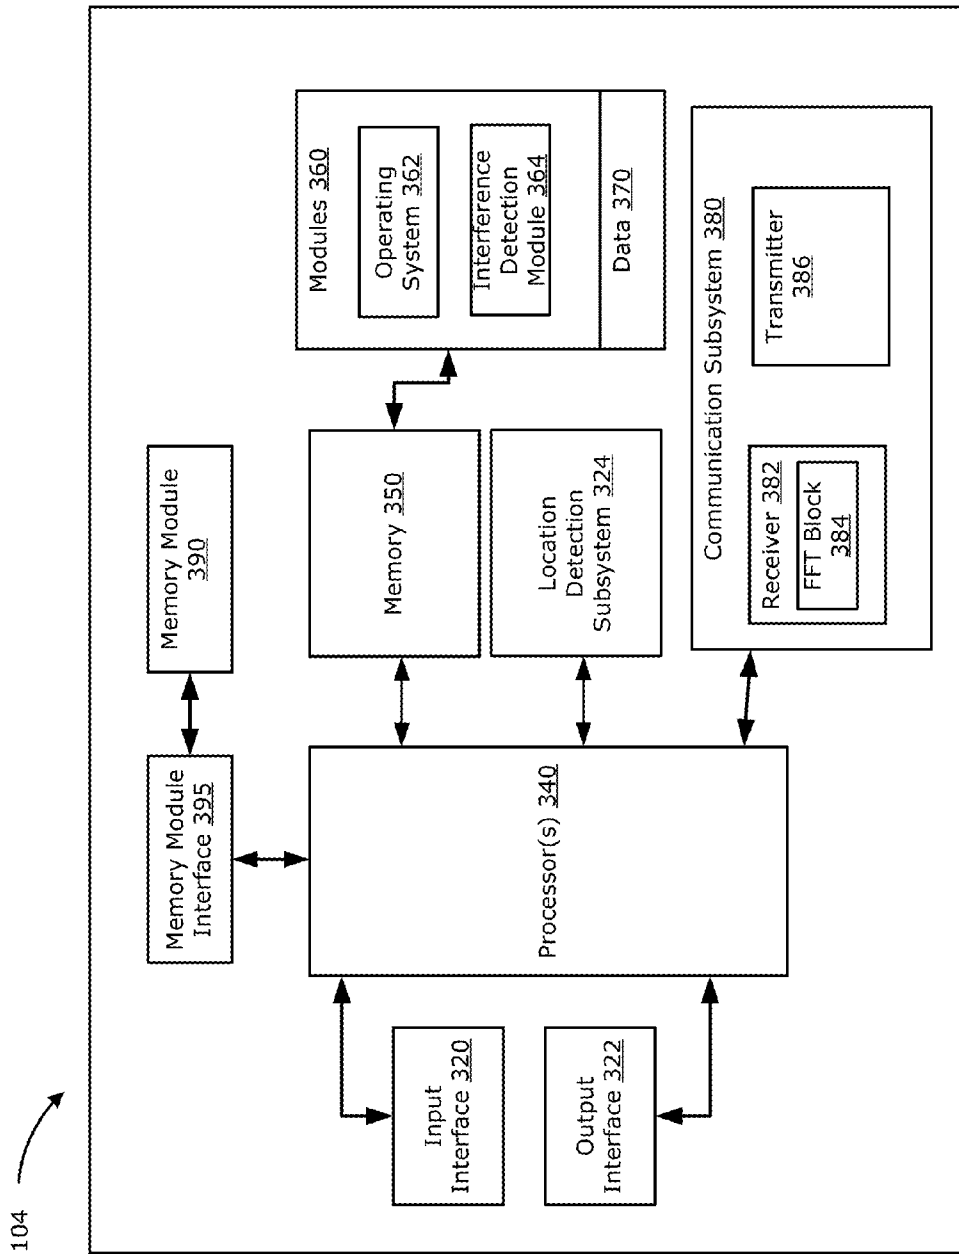 104
Memory Module
Interface 395
Memory Module
390
Input
Interface 320
Output
Interface 322
Processor(s) 340
Memory 350
Location
Detection
Subsystem 324
Modules 360
Operating
System 362
Interference
Detection
Module 364
Data 370
Communication Subsystem 380
Receiver 382
FFT Block
384
Transmitter
386